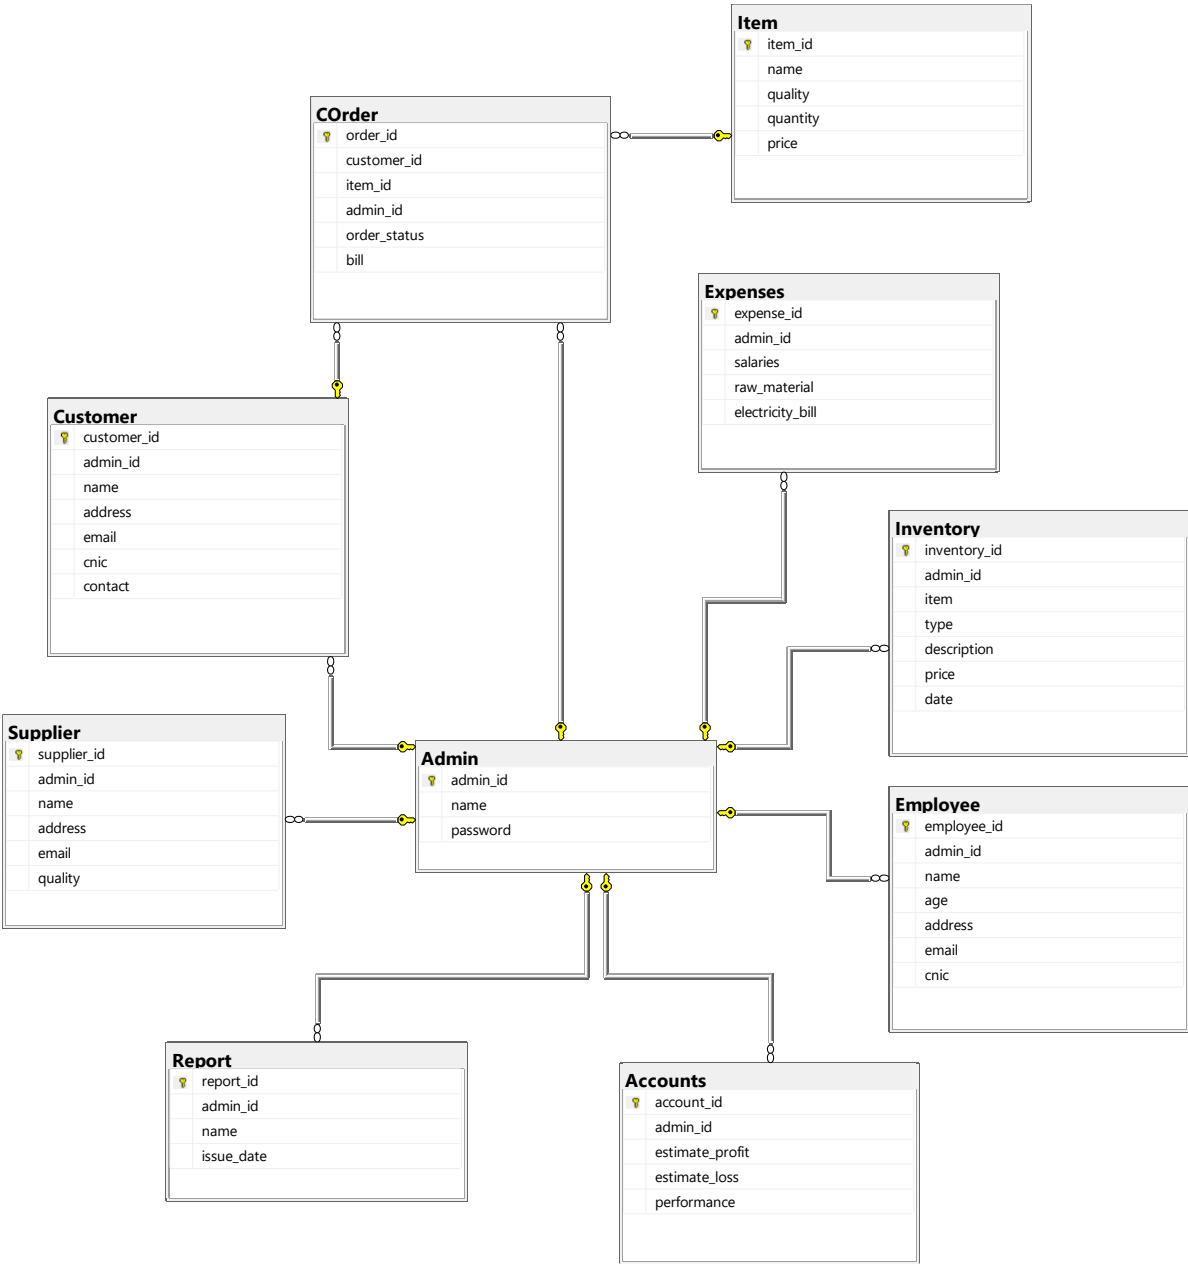 Item
item_id
name
quality
quantity
price
COrder
order_id
customer_id
item_id
admin_id
order_status
bill
Expenses
expense_id
admin_id
salaries
raw_material
electricity_bill
Customer
customer_id
admin_id
name
address
email
cnic
contact
Inventory
inventory_id
admin_id
item
type
description
price
date
Supplier
supplier_id
admin_id
name
address
email
quality
Admin
admin_id
name
password
Employee
employee_id
admin_id
name
age
address
email
cnic
Report
report_id
admin_id
name
issue_date
Accounts
account_id
admin_id
estimate_profit
estimate_loss
performance